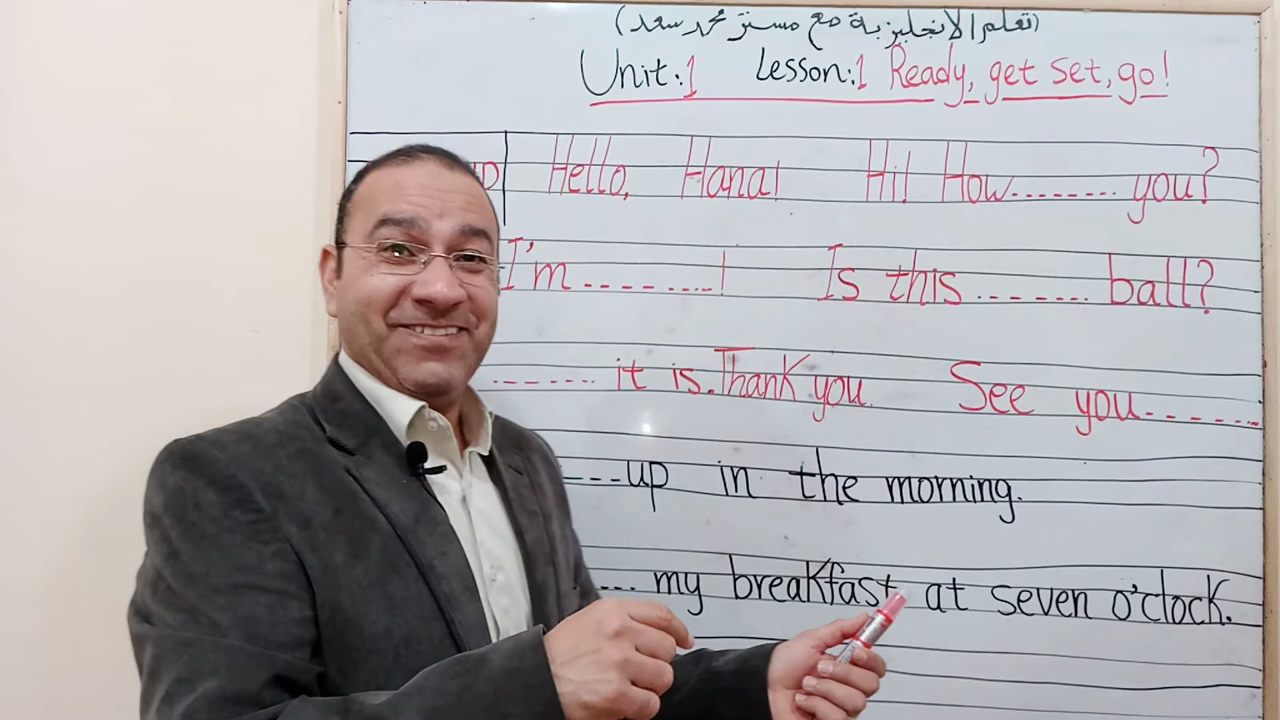 (تعلم الانجليزية مع مستر محمد سعد)
Unit:1 Lesson:1 Ready, get set, go!
Hello, Hana! Hi! How........ you?
I'm........! Is this....... ball?
....... it is. Thank you See you......
---up in the morning.
... my breakfast at seven o'clock.